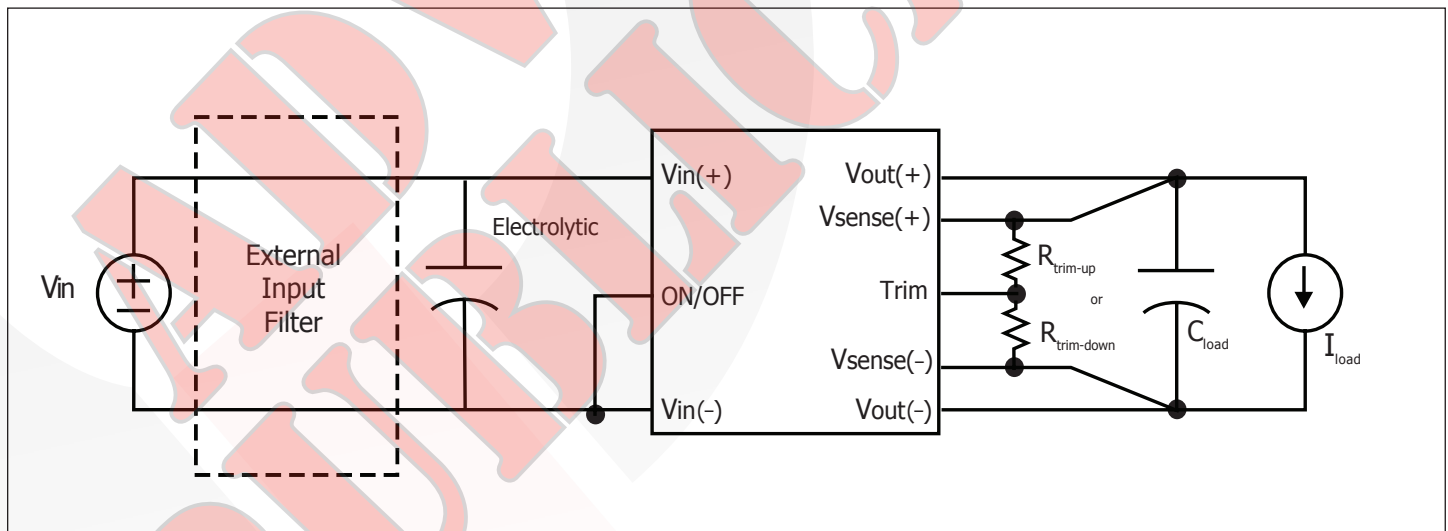 Vin
External
Input
Filter
Electrolytic
Vin(+)
ON/OFF
Vin(−)
Vout(+)
Vsense(+)
Trim
Vsense(−)
Vout(−)
Rtrim-up
or
Rtrim-down
Cload
Iload